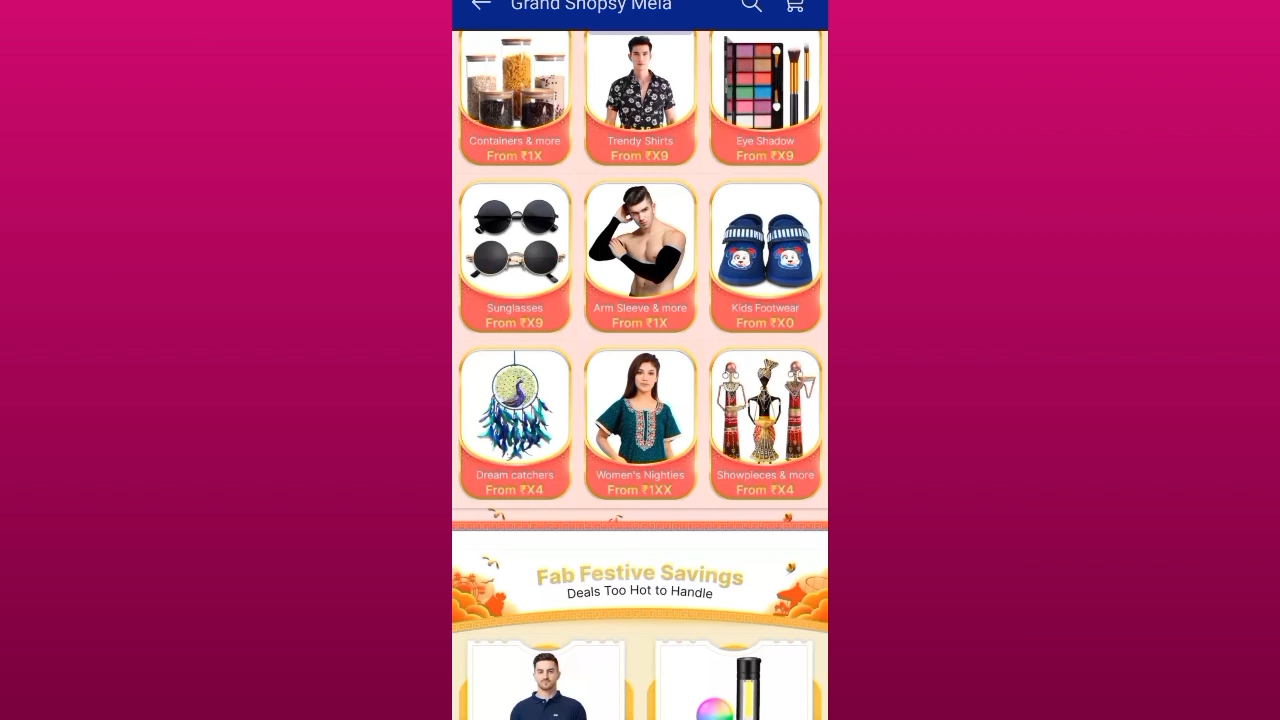 Grand Shopsy Mela
Containers & more
From ₹1X
Trendy Shirts
From ₹X9
Eye Shadow
From ₹X9
Sunglasses
From ₹X9
Arm Sleeve & more
From ₹1X
Kids Footwear
From ₹X0
Dream catchers
From ₹X4
Women's Nighties
From ₹1XX
Showpieces & more
From ₹X4
Fab Festive Savings
Deals Too Hot to Handle